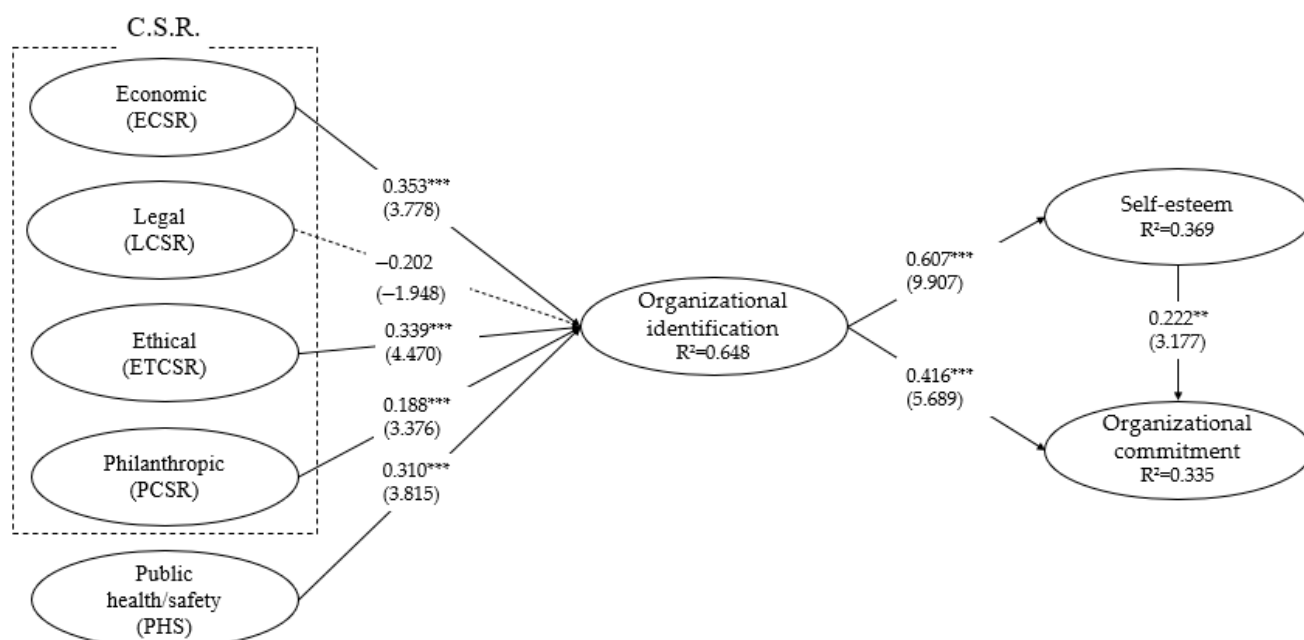 C.S.R.
Economic
(ECSR)
0.353***
(3.778)
Legal
(LCSR)
−0.202
(−1.948)
Ethical
(ETCSR)
0.339***
(4.470)
Philanthropic
(PCSR)
0.188***
(3.376)
Public
health/safety
(PHS)
0.310***
(3.815)
Organizational
identification
R²=0.648
0.607***
(9.907)
0.416***
(5.689)
Self-esteem
R²=0.369
0.222**
(3.177)
Organizational
commitment
R²=0.335